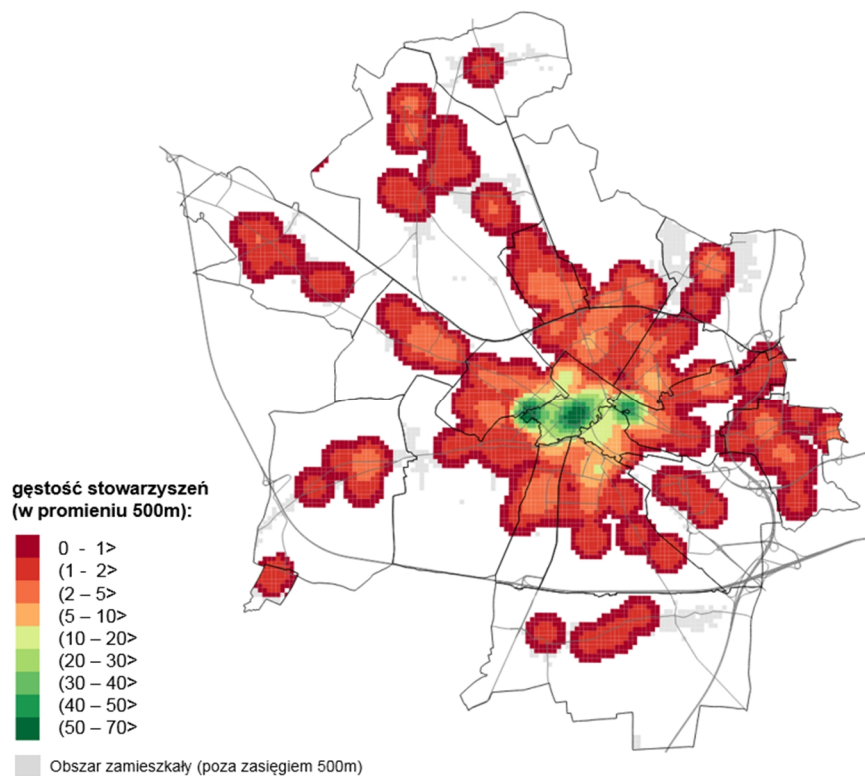 gęstość stowarzyszeń
(w promieniu 500m):
0 - 1>
(1 - 2>
(2 – 5>
(5 – 10>
(10 – 20>
(20 – 30>
(30 – 40>
(40 – 50>
(50 – 70>
Obszar zamieszkały (poza zasięgiem 500m)